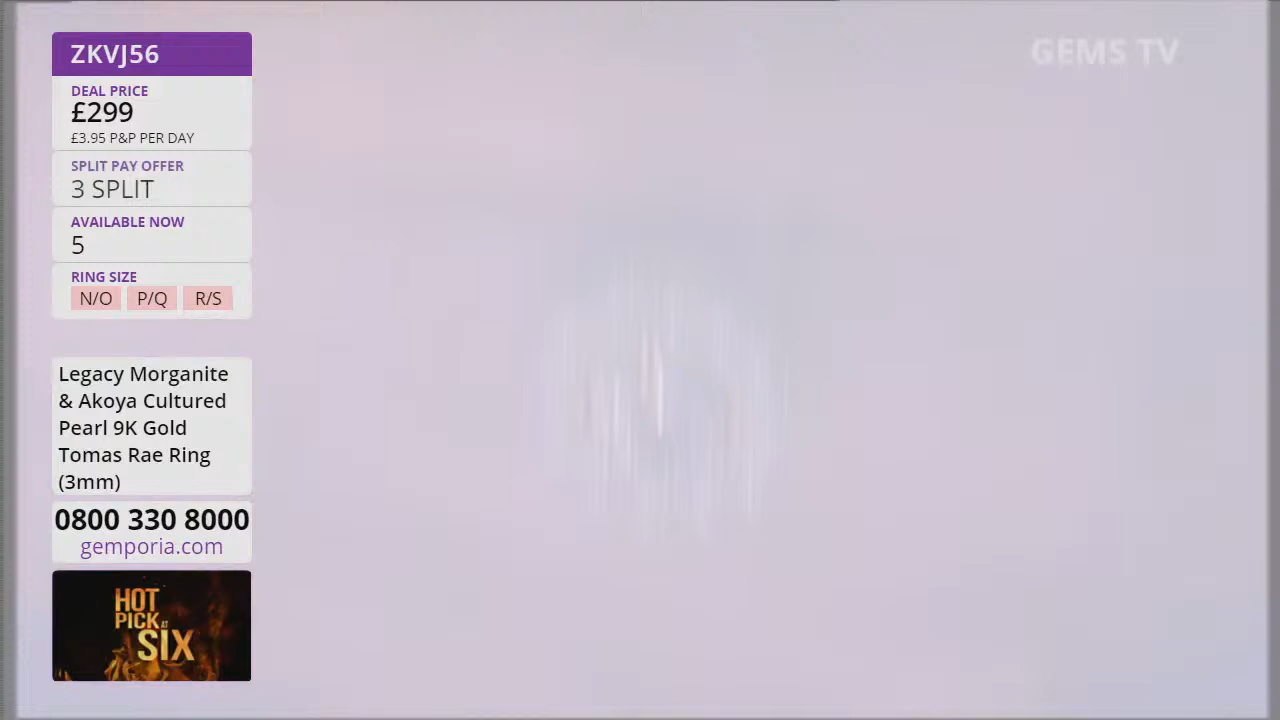 ZKVJ56
DEAL PRICE
£299
£3.95 P&P PER DAY
SPLIT PAY OFFER
3 SPLIT
AVAILABLE NOW
5
RING SIZE
N/O P/Q R/S
Legacy Morganite
& Akoya Cultured
Pearl 9K Gold
Tomas Rae Ring
(3mm)
0800 330 8000
gemporia.com
HOT
PICK AT
SIX
GEMS TV